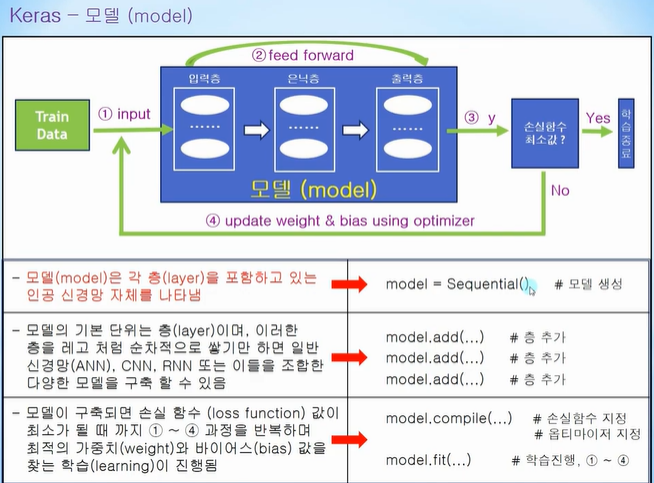 Keras – 모델 (model)
② feed forward
입력층
은닉층
출력층
Train
Data
① input
......
......
......
③ y
손실함수
최소값 ?
Yes
학
습
종
료
모델 (model)
No
④ update weight & bias using optimizer
– 모델(model)은 각 층(layer)을 포함하고 있는
인공 신경망 자체를 나타냄
model = Sequential() # 모델 생성
– 모델의 기본 단위는 층(layer)이며, 이러한
층을 레고 처럼 순차적으로 쌓기만 하면 일반
신경망(ANN), CNN, RNN 또는 이들을 조합한
다양한 모델을 구축 할 수 있음
model.add(...) # 층 추가
model.add(...) # 층 추가
model.add(...) # 층 추가
– 모델이 구축되면 손실 함수 (loss function) 값이
최소가 될 때 까지 ① ~ ④ 과정을 반복하며
최적의 가중치(weight)와 바이어스(bias) 값을
찾는 학습(learning)이 진행됨
model.compile(...) # 손실함수 지정
# 옵티마이저 지정
model.fit(...) # 학습진행, ① ~ ④